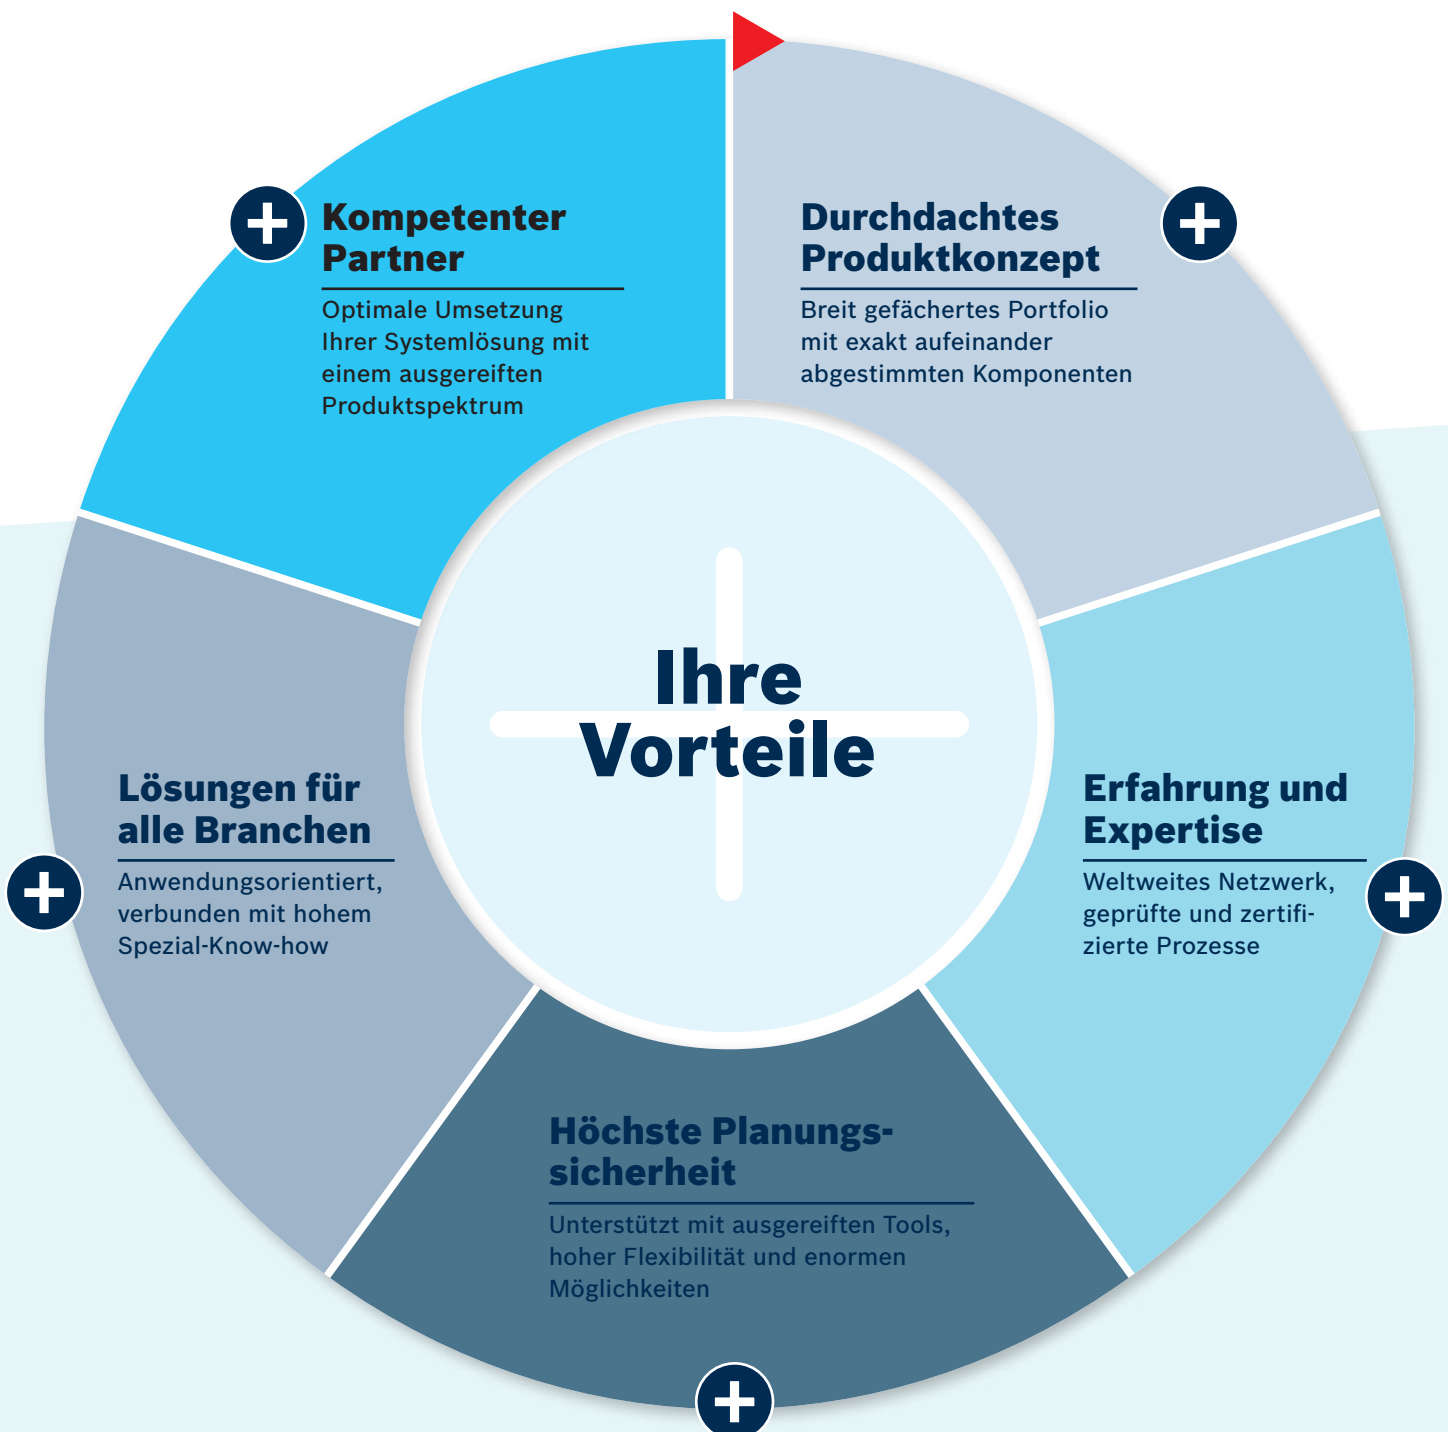 Ihre
Vorteile
Durchdachtes
Produktkonzept
Breit gefächertes Portfolio
mit exakt aufeinander
abgestimmten Komponenten
Erfahrung und
Expertise
Weltweites Netzwerk,
geprüfte und zertifi-
zierte Prozesse
Höchste Planungs-
sicherheit
Unterstützt mit ausgereiften Tools,
hoher Flexibilität und enormen
Möglichkeiten
Lösungen für
alle Branchen
Anwendungsorientiert,
verbunden mit hohem
Spezial-Know-how
Kompetenter
Partner
Optimale Umsetzung
Ihrer Systemlösung mit
einem ausgereiften
Produktspektrum